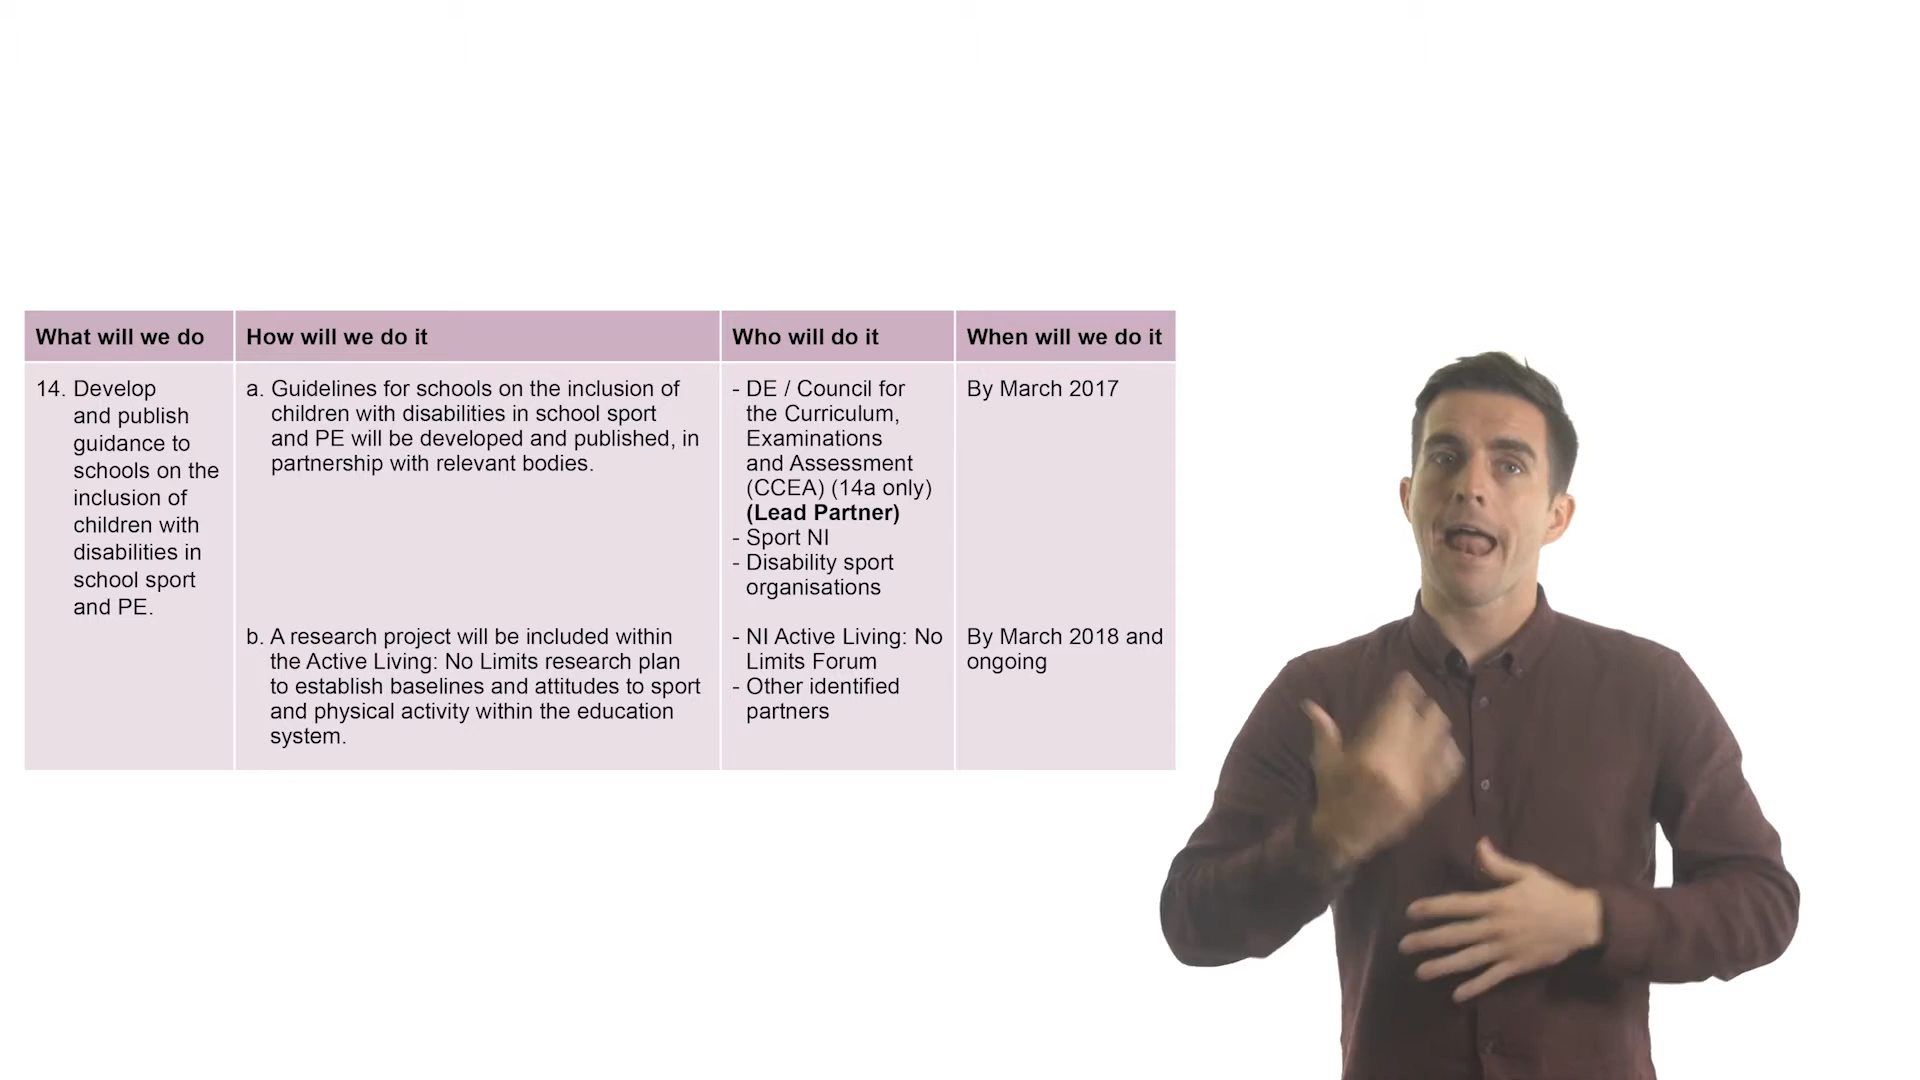 What will we do
How will we do it
Who will do it
When will we do it
14. Develop
and publish
guidance to
schools on the
inclusion of
children with
disabilities in
school sport
and PE.
a. Guidelines for schools on the inclusion of
children with disabilities in school sport
and PE will be developed and published, in
partnership with relevant bodies.
- DE / Council for
the Curriculum,
Examinations
and Assessment
(CCEA) (14a only)
(Lead Partner)
- Sport NI
- Disability sport
organisations
By March 2017
b. A research project will be included within
the Active Living: No Limits research plan
to establish baselines and attitudes to sport
and physical activity within the education
system.
- NI Active Living: No
Limits Forum
- Other identified
partners
By March 2018 and
ongoing